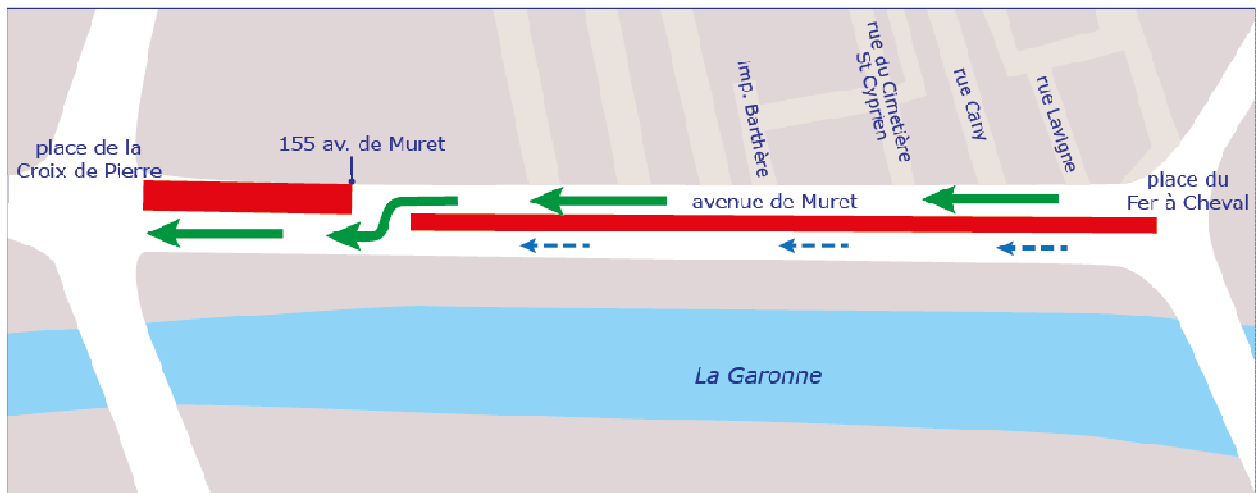 imp. Barthère
rue du Cimetière
St Cyprien
rue Cany
rue Lavigne
place de la
Croix de Pierre
155 av. de Muret
avenue de Muret
place du
Fer à Cheval
La Garonne